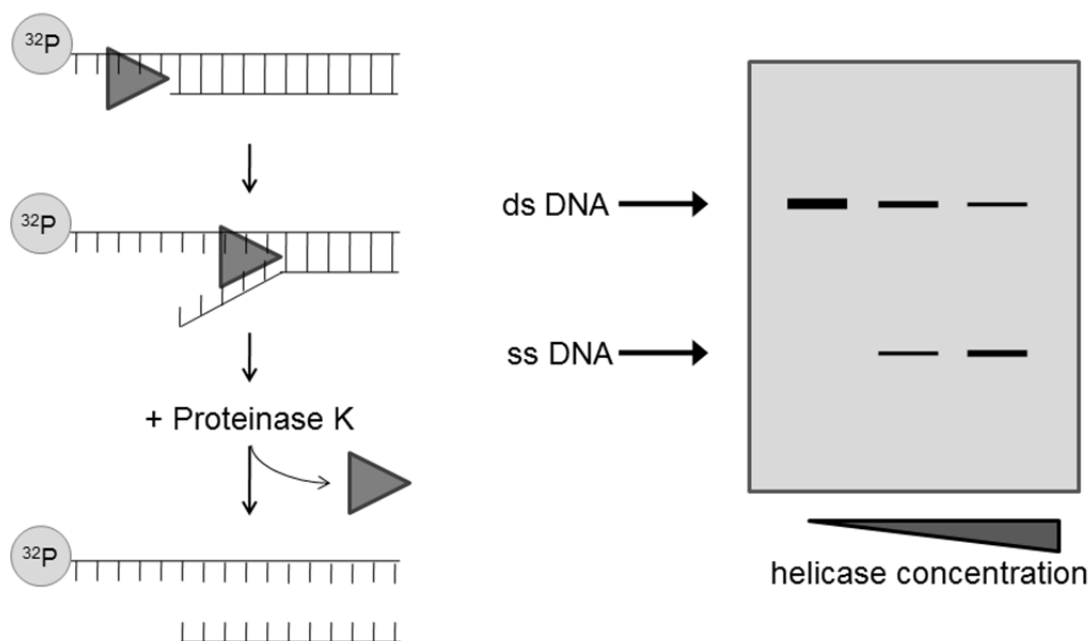 ³²P
³²P
+ Proteinase K
³²P
ds DNA
ss DNA
helicase concentration